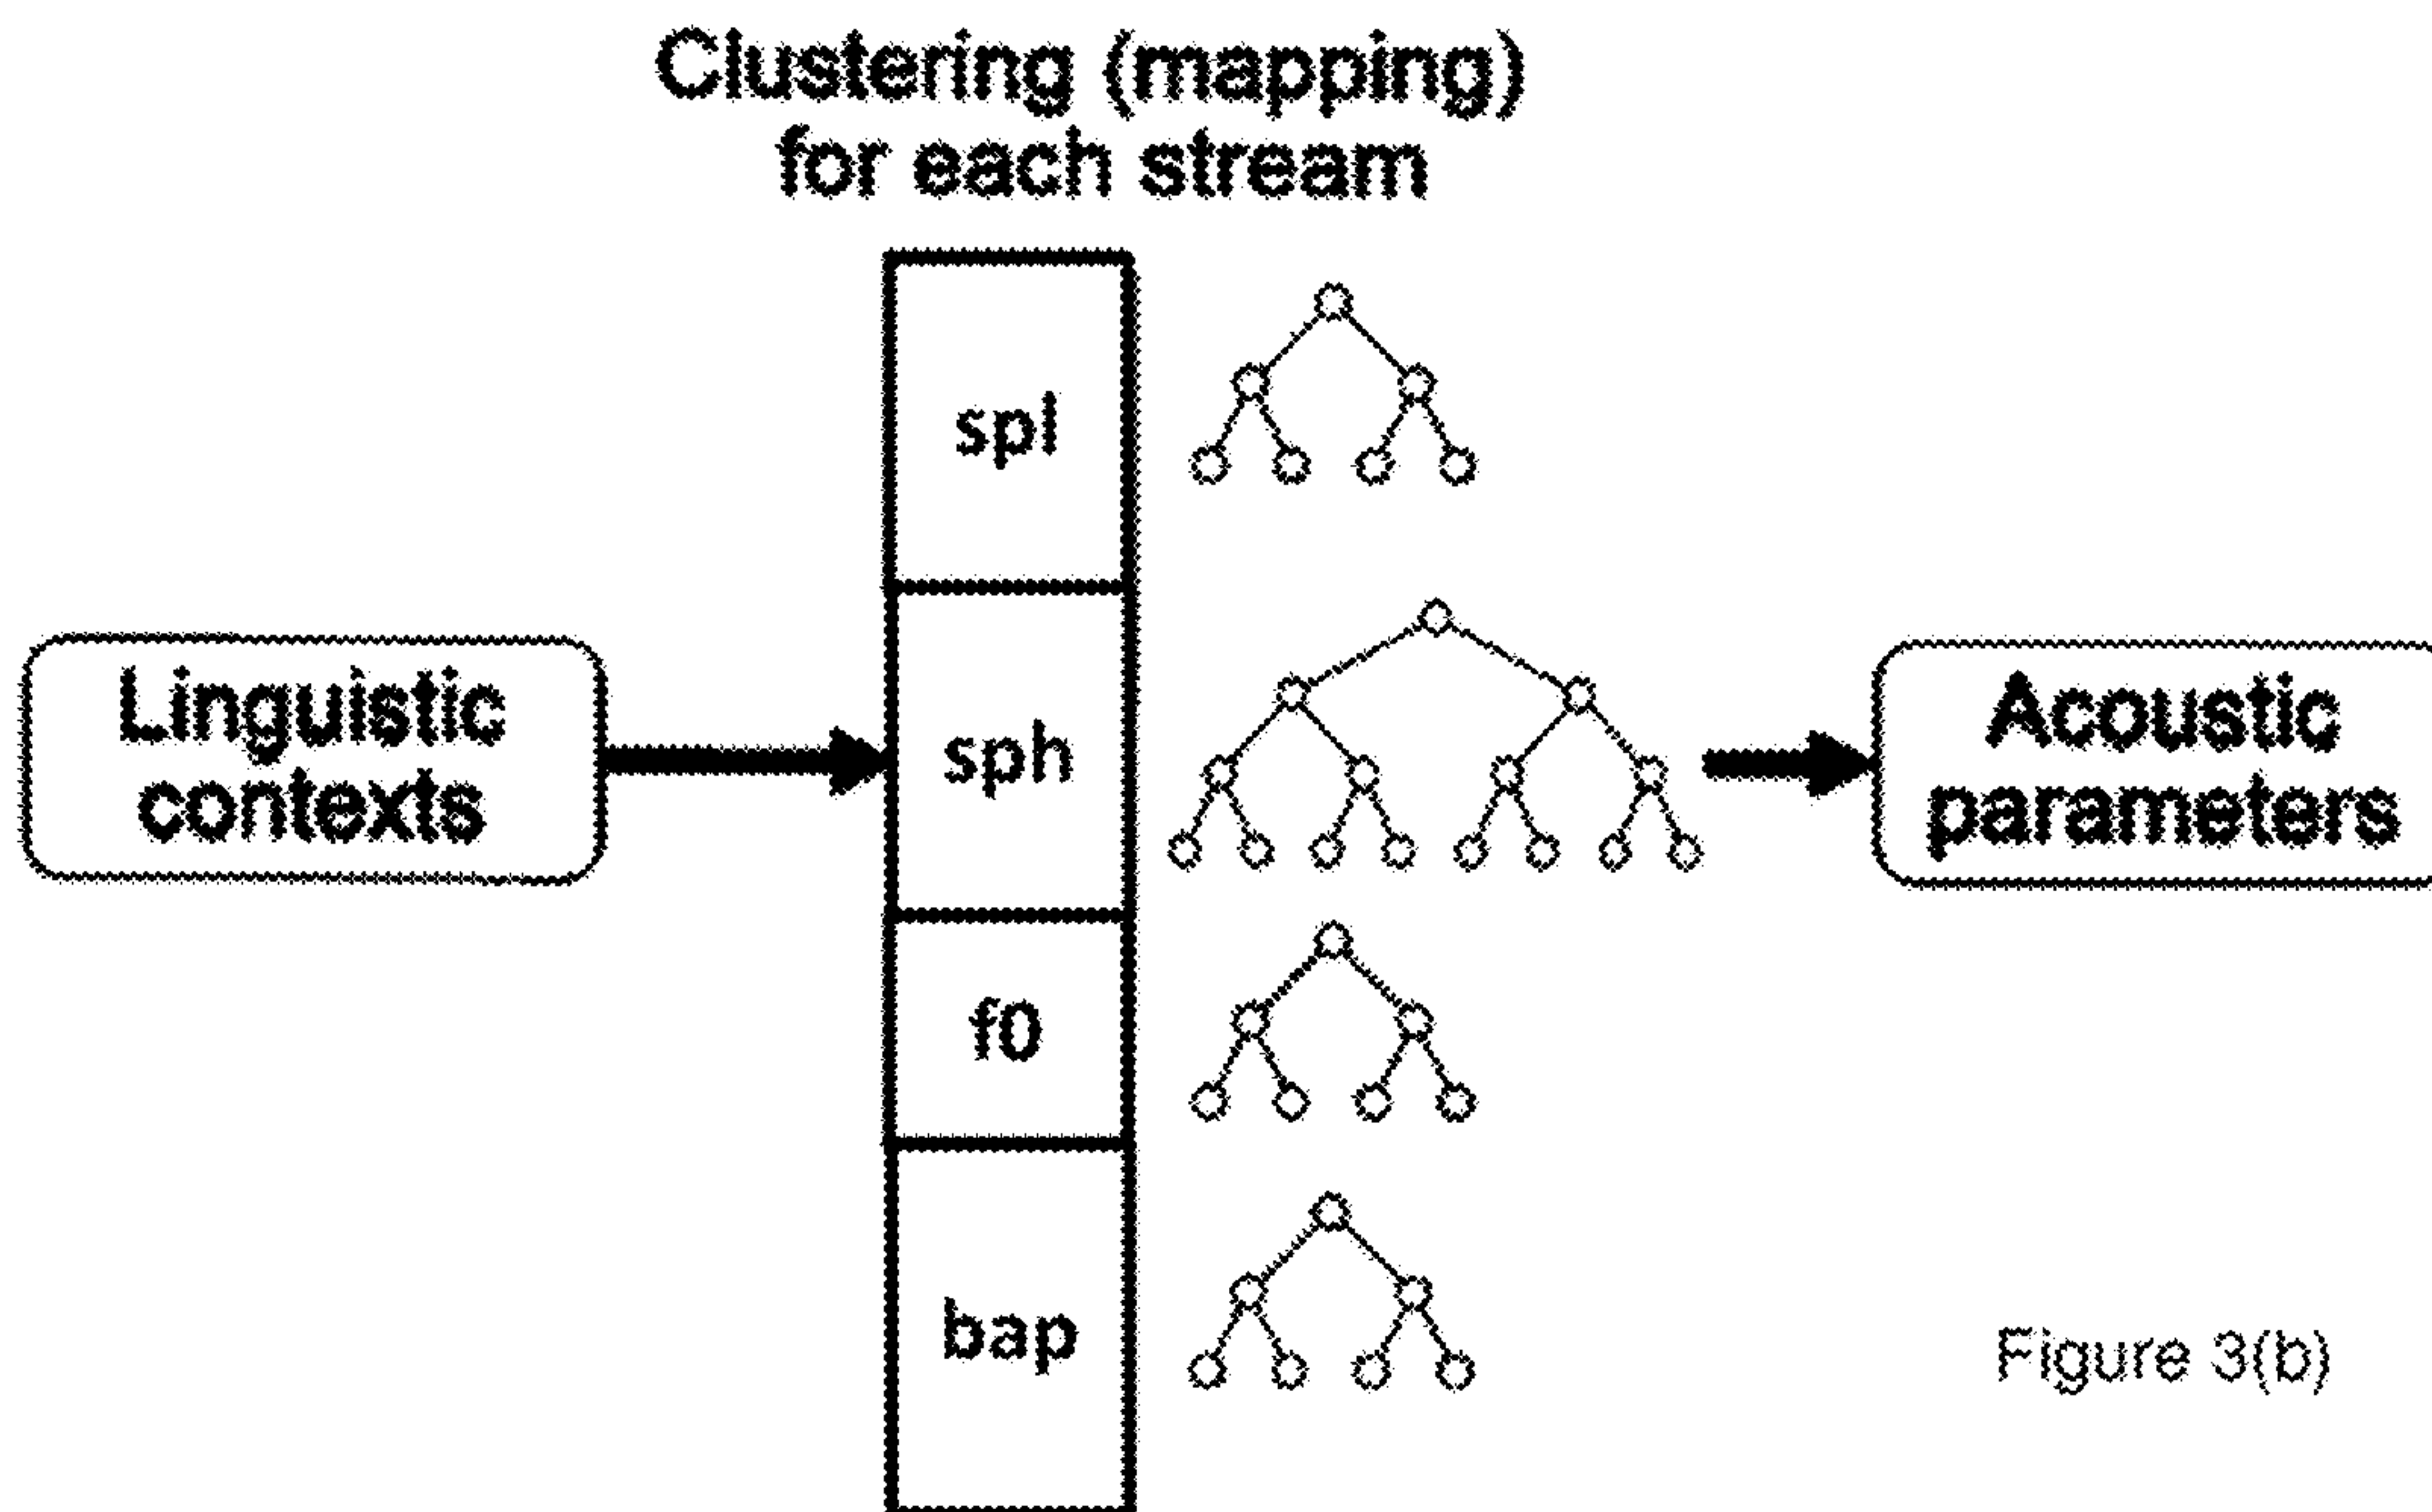 Clustering (mapping)
for each stream
spl
Linguistic
contexts
sph
Acoustic
parameters
f0
bap
Figure 3(b)